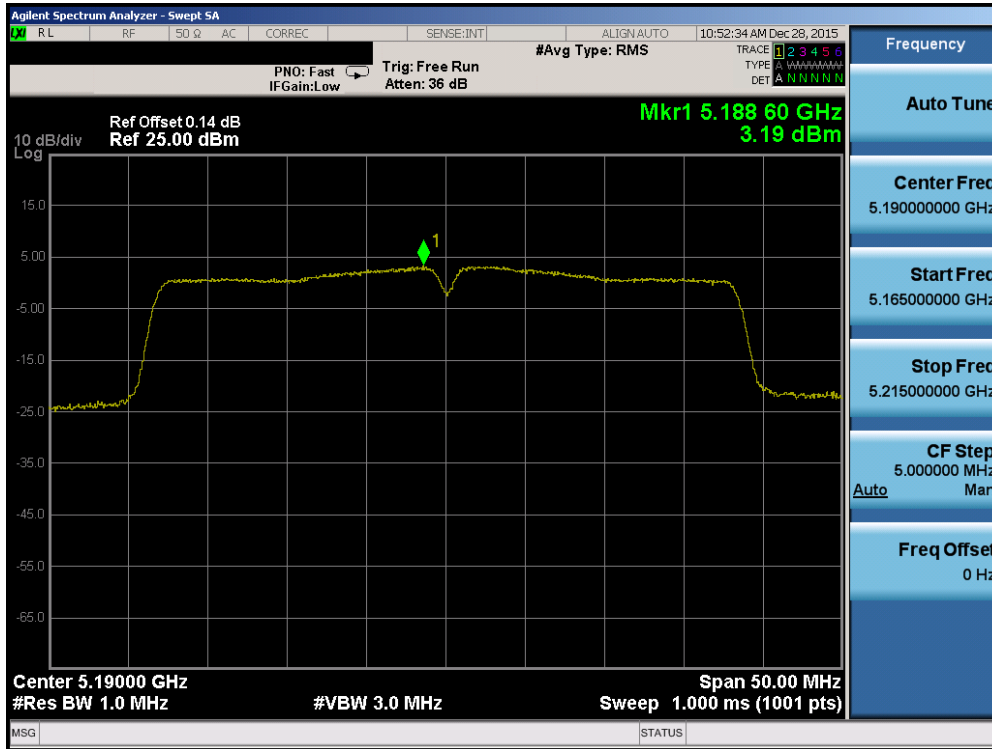 Agilent Spectrum Analyzer - Swept SA
LXI RL RF 50 Ω AC CORREC SENSE:INT ALIGN AUTO 10:52:34 AM Dec 28, 2015
#Avg Type: RMS
TRACE 1 2 3 4 5 6
TYPE A WWWWW
DET A N N N N N
PNO: Fast
IFGain:Low
Trig: Free Run
Atten: 36 dB
Mkr1 5.188 60 GHz
3.19 dBm
Ref Offset 0.14 dB
10 dB/div Ref 25.00 dBm
Log
1
15.0
5.00
-5.00
-15.0
-25.0
-35.0
-45.0
-55.0
-65.0
Center 5.19000 GHz Span 50.00 MHz
#Res BW 1.0 MHz #VBW 3.0 MHz Sweep 1.000 ms (1001 pts)
MSG STATUS
Frequency
Auto Tune
Center Freq
5.190000000 GHz
Start Freq
5.165000000 GHz
Stop Freq
5.215000000 GHz
CF Step
5.000000 MHz
Auto Man
Freq Offset
0 Hz